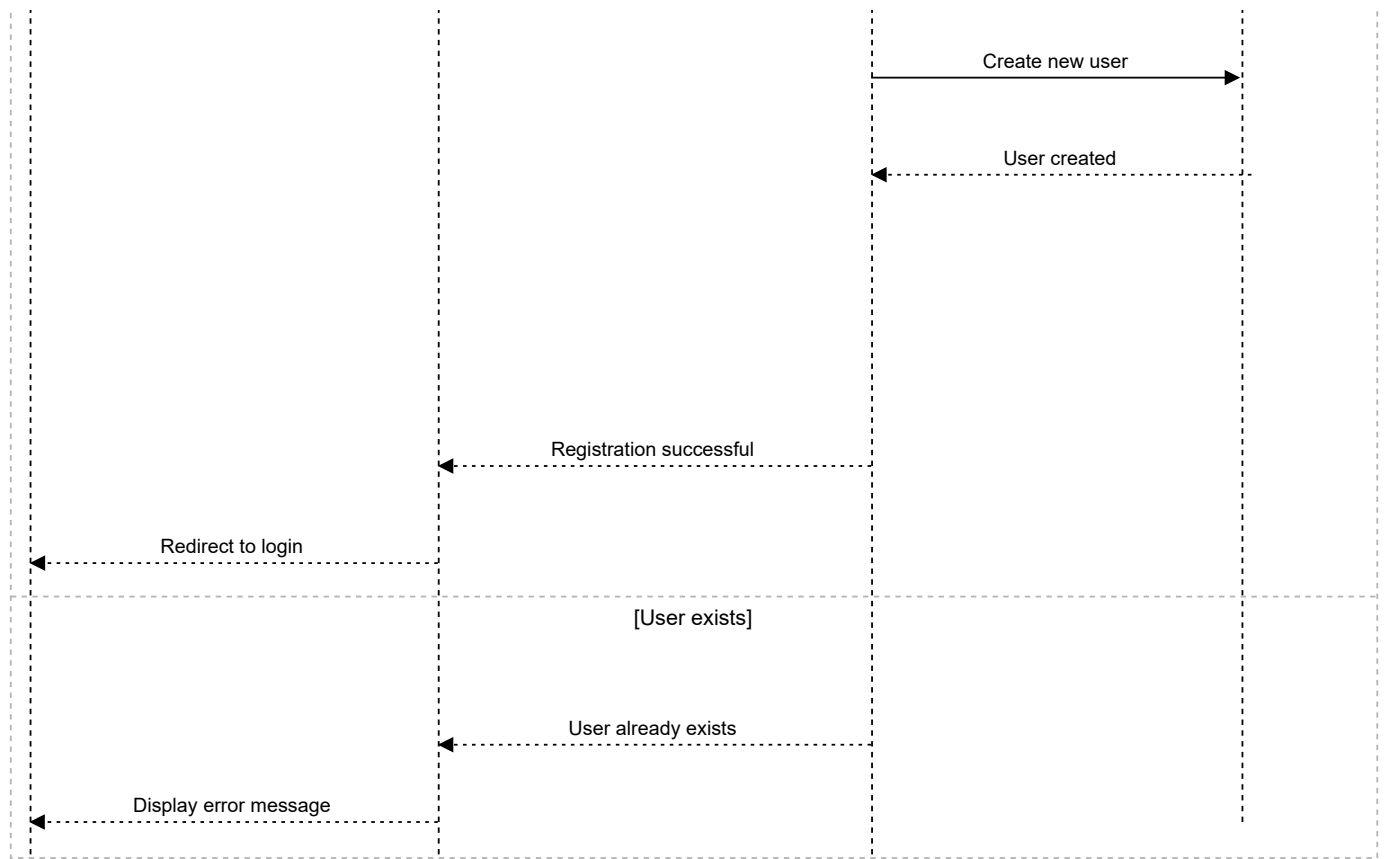 Create new user
User created
Registration successful
Redirect to login
[User exists]
User already exists
Display error message